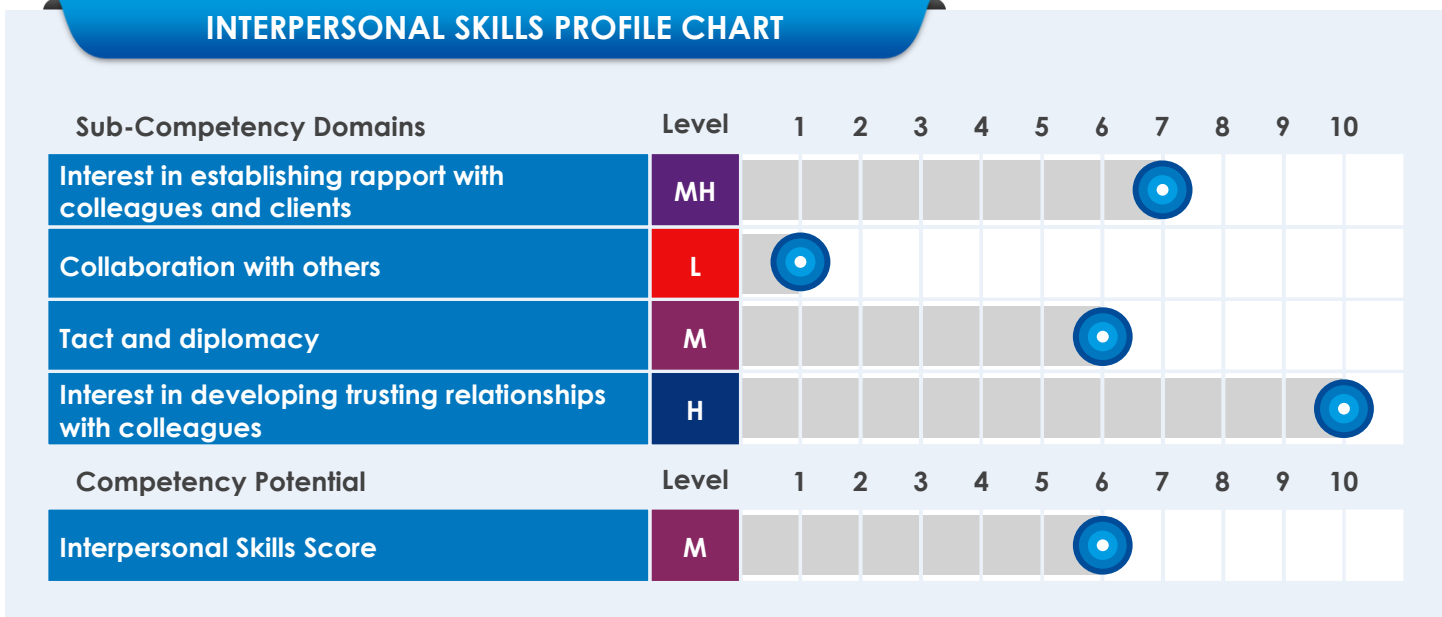 INTERPERSONAL SKILLS PROFILE CHART
Sub-Competency Domains Level 1 2 3 4 5 6 7 8 9 10
Interest in establishing rapport with
colleagues and clients
MH
Collaboration with others L
Tact and diplomacy M
Interest in developing trusting relationships
with colleagues
H
Competency Potential Level 1 2 3 4 5 6 7 8 9 10
Interpersonal Skills Score M